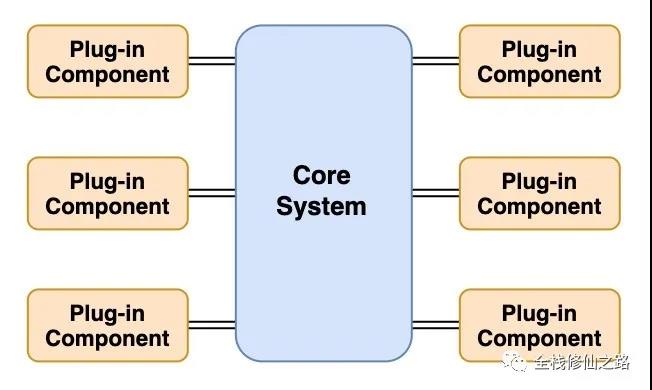 Plug-in
Component
Plug-in
Component
Core
System
Plug-in
Component
Plug-in
Component
Plug-in
Component
Plug-in
Component
全栈修仙之路